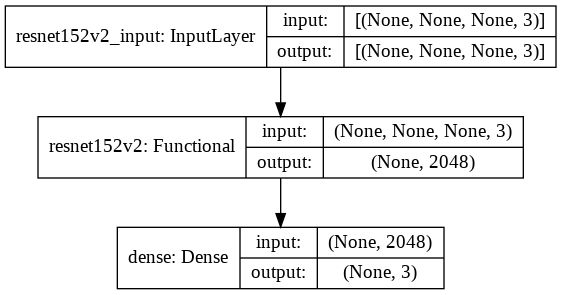 resnet152v2_input: InputLayer
input: [(None, None, None, 3)]
output: [(None, None, None, 3)]
resnet152v2: Functional
input: (None, None, None, 3)
output: (None, 2048)
dense: Dense
input: (None, 2048)
output: (None, 3)